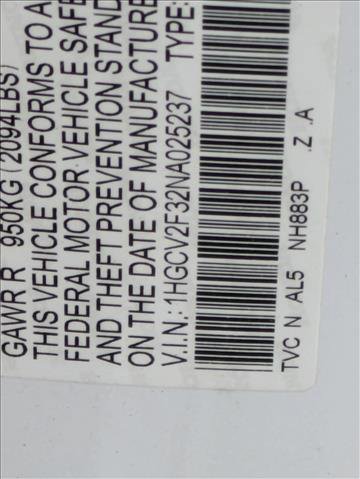 GAWR R 950KG (2094LBS)
THIS VEHICLE CONFORMS TO A
FEDERAL MOTOR VEHICLE SAFE
AND THEFT PREVENTION STAND
ON THE DATE OF MANUFACTURE
V.I.N.: 1HGCV2F32NA025237 TYPE:
TVC N AL5 NH883P .Z .A